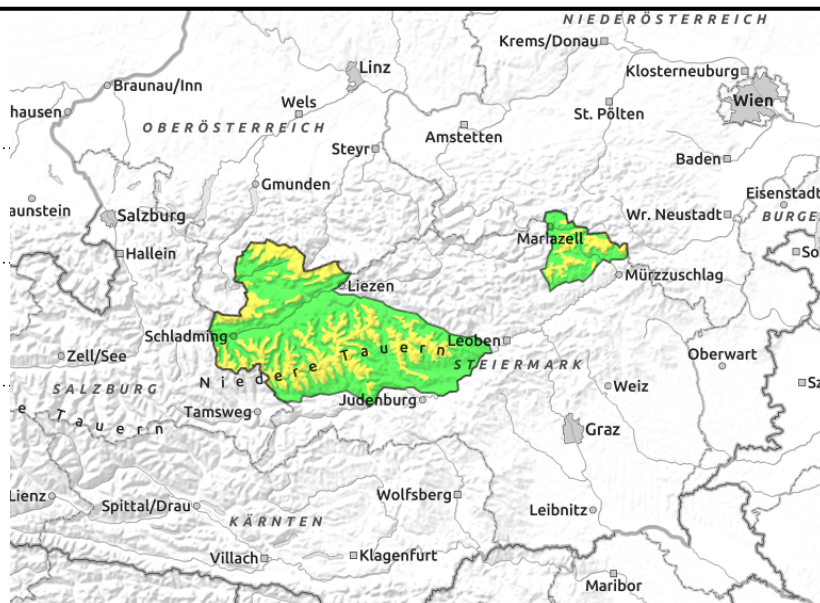 NIEDERÖSTERREICH
Krems/Donau
Linz
Klosterneuburg
Braunau/Inn
Wien
Wels
hausen
St. Pölten
OBERÖSTERREICH
Amstetten
Steyr
Baden
Gmunden
Eisenstadt
aunstein
Salzburg
Wr. Neustadt
BURGE
Mariazell
Hallein
So
Mürzzuschlag
Liezen
Schladming
Leoben
Niedere Tauern
Zell/See
STEIERMARK
Oberwart
SALZBURG
Weiz
Sz
Judenburg
Tamsweg
e Tauern
Graz
Lienz
Wolfsberg
Spittal/Drau
Leibnitz
KÄRNTEN
Villach
Klagenfurt
Maribor